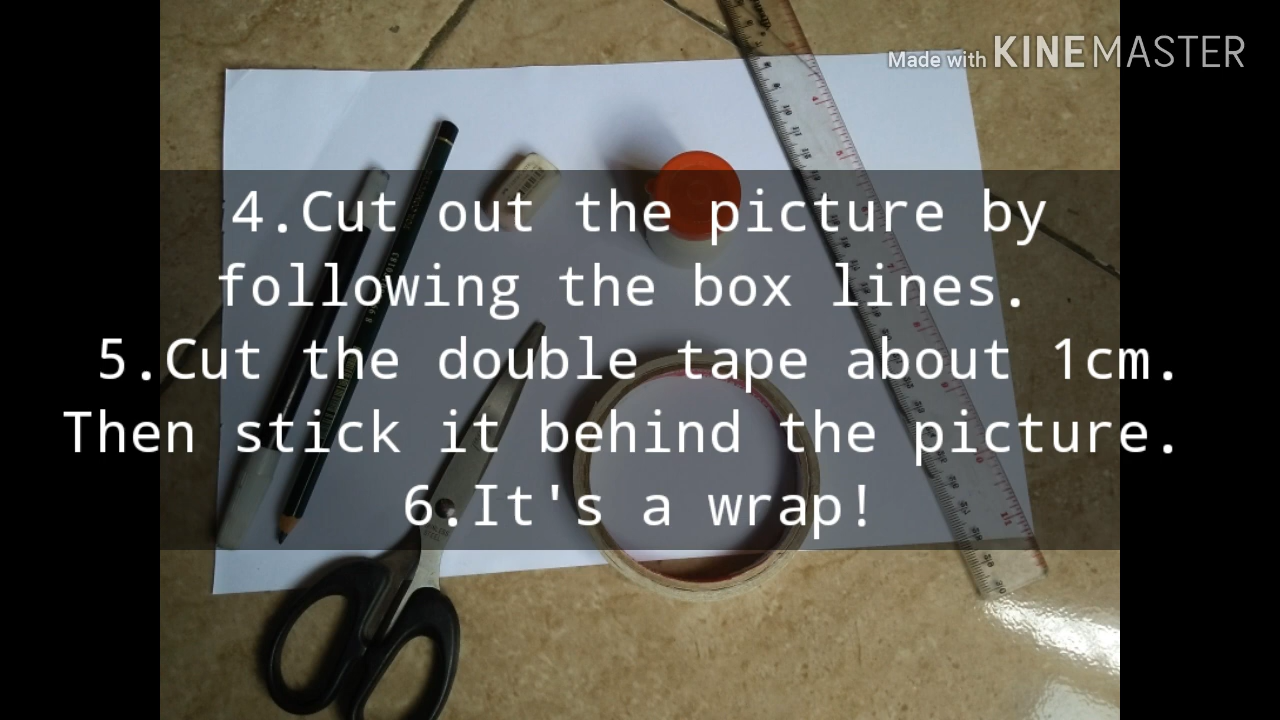 Made with KINEMASTER
4.Cut out the picture by
following the box lines.
5.Cut the double tape about 1cm.
Then stick it behind the picture.
6.It's a wrap!